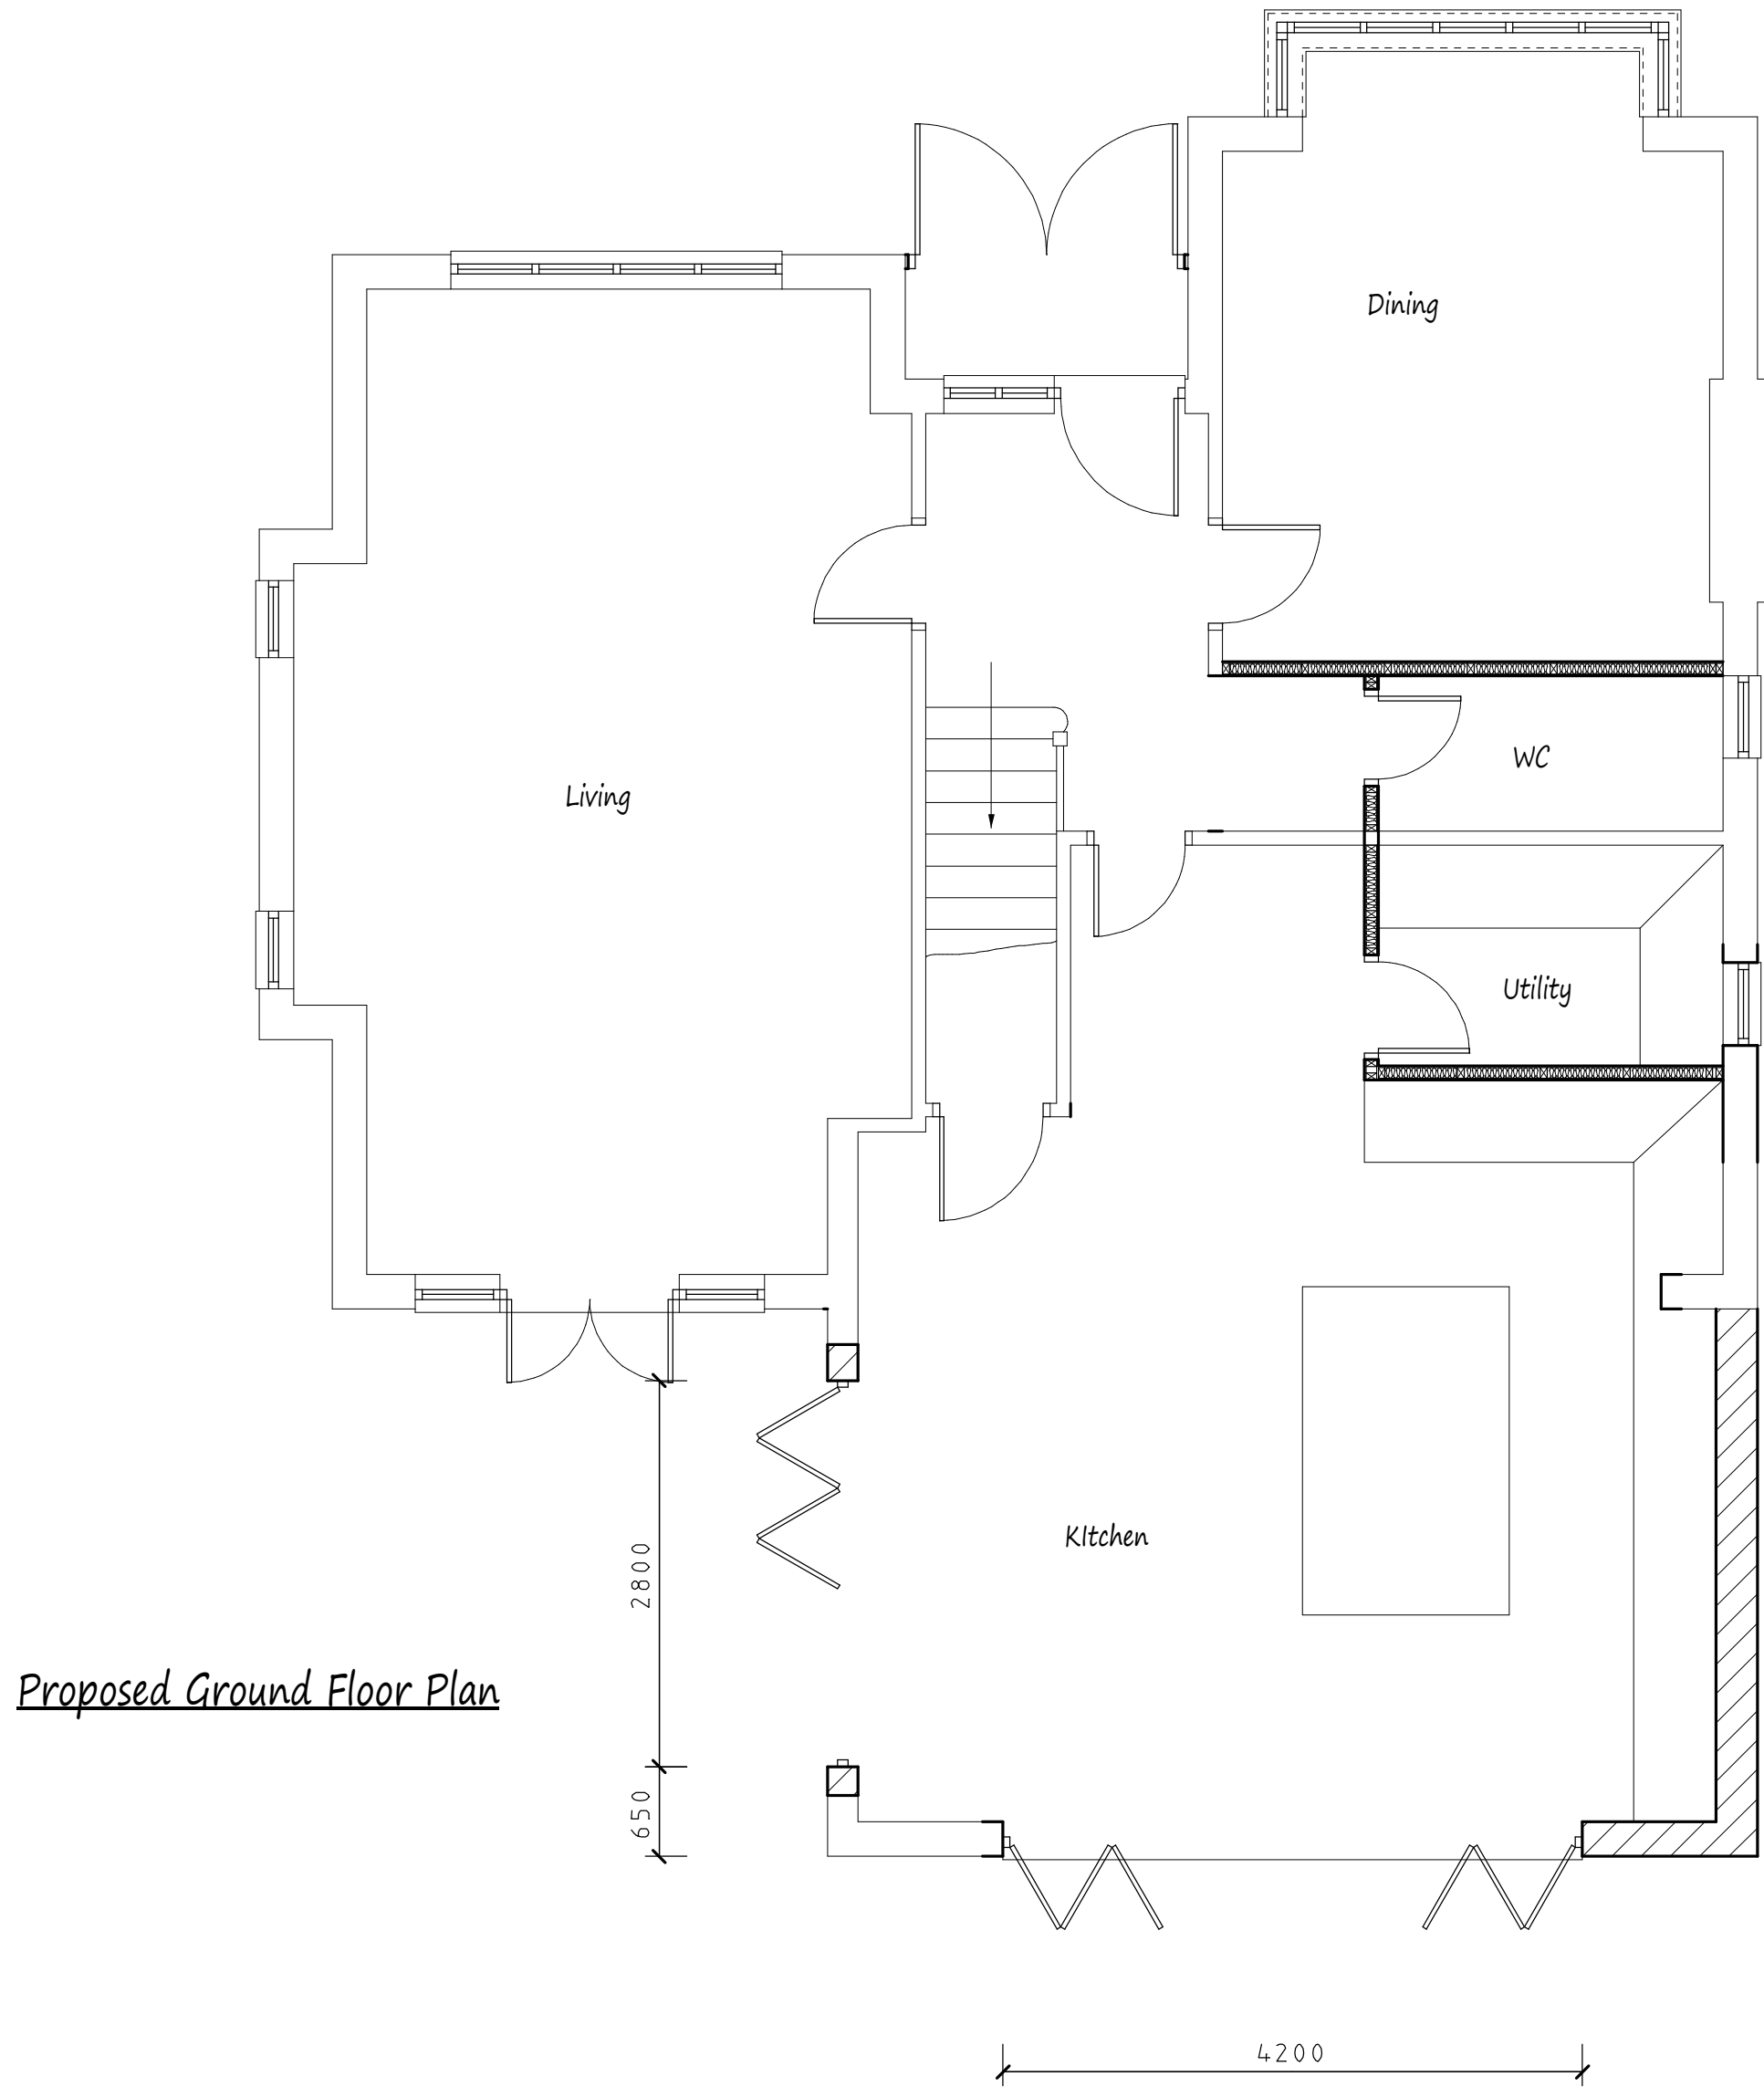 Dining
WC
Living
Utility
KItchen
2800
Proposed Ground Floor Plan
650
4200